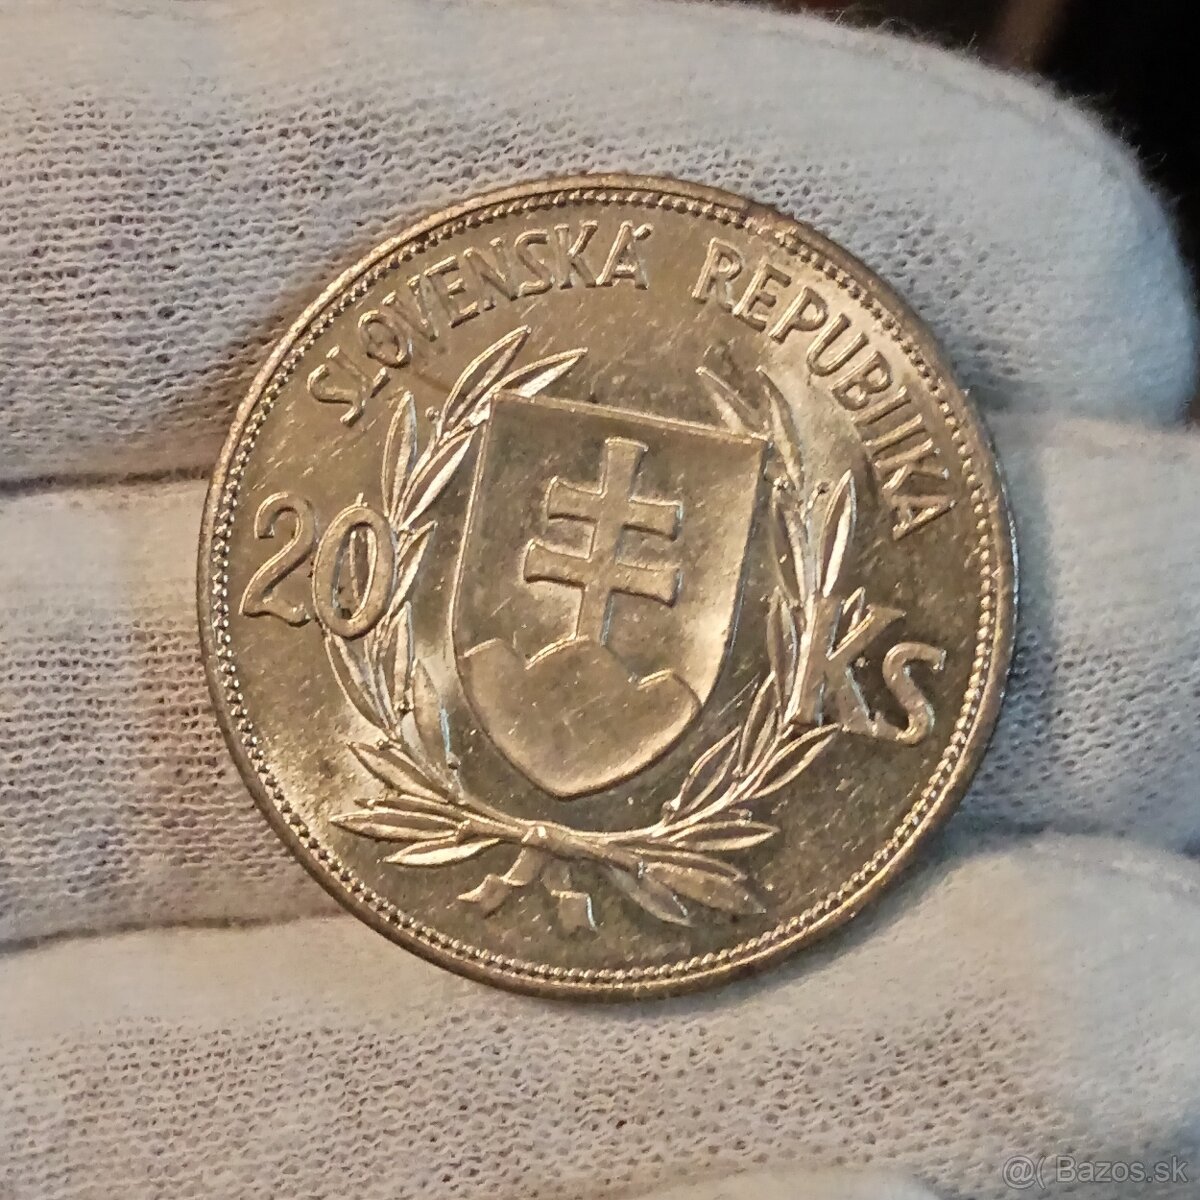 SLOVENSKÁ REPUBLIKA
20 Ks
@( Bazos.sk